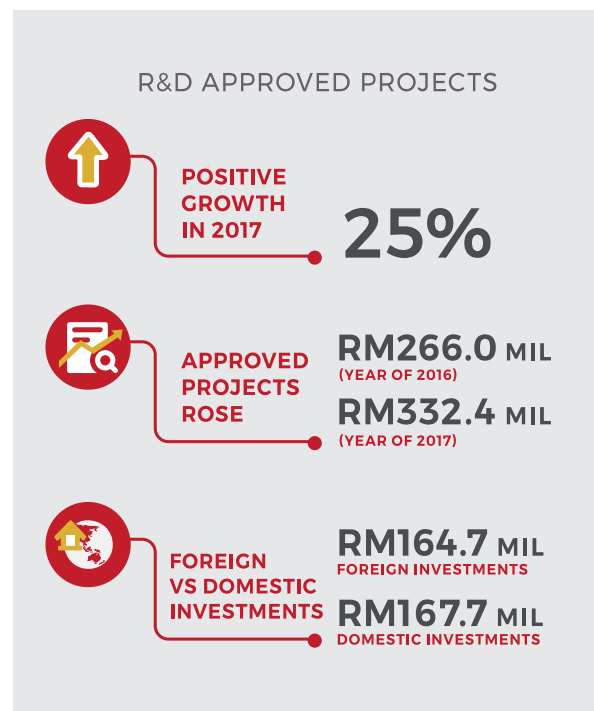 R&D APPROVED PROJECTS
POSITIVE
GROWTH
IN 2017
25%
APPROVED
PROJECTS
ROSE
RM266.0 MIL
(YEAR OF 2016)
RM332.4 MIL
(YEAR OF 2017)
FOREIGN
VS DOMESTIC
INVESTMENTS
RM164.7 MIL
FOREIGN INVESTMENTS
RM167.7 MIL
DOMESTIC INVESTMENTS